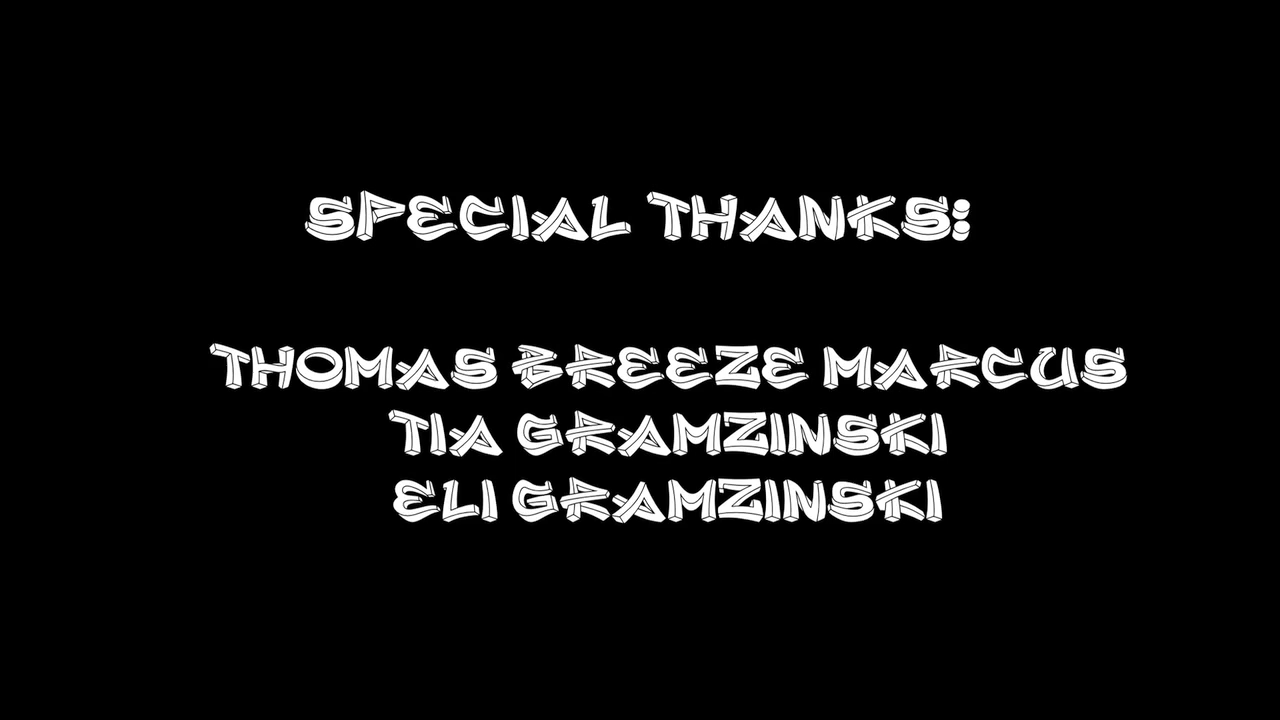 SPECIAL THANKS:
THOMAS BREEZE MARCUS
TIA GRAMZINSKI
ELI GRAMZINSKI